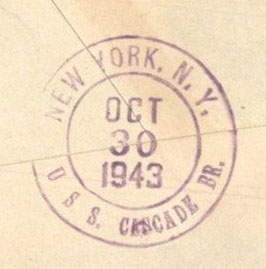 NEW YORK, N.Y.
OCT
30
1943
U.S.S. CASCADE BR.